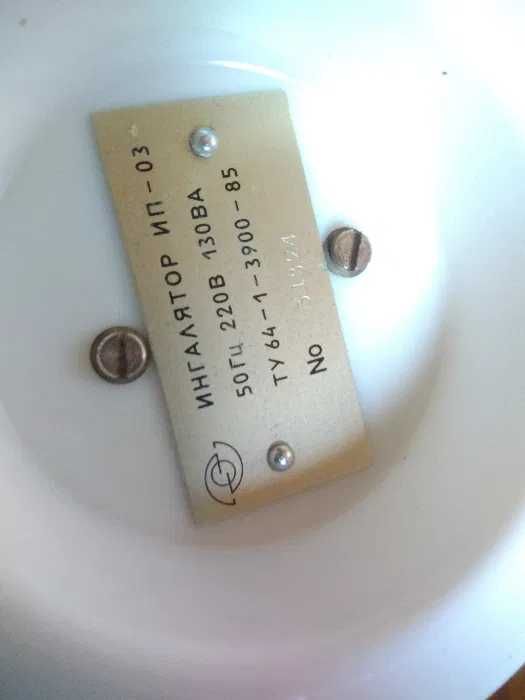 ИНГАЛЯТОР ИП-03
50ГЦ 220В 130ВА
ТУ 64-1-3900-85
No